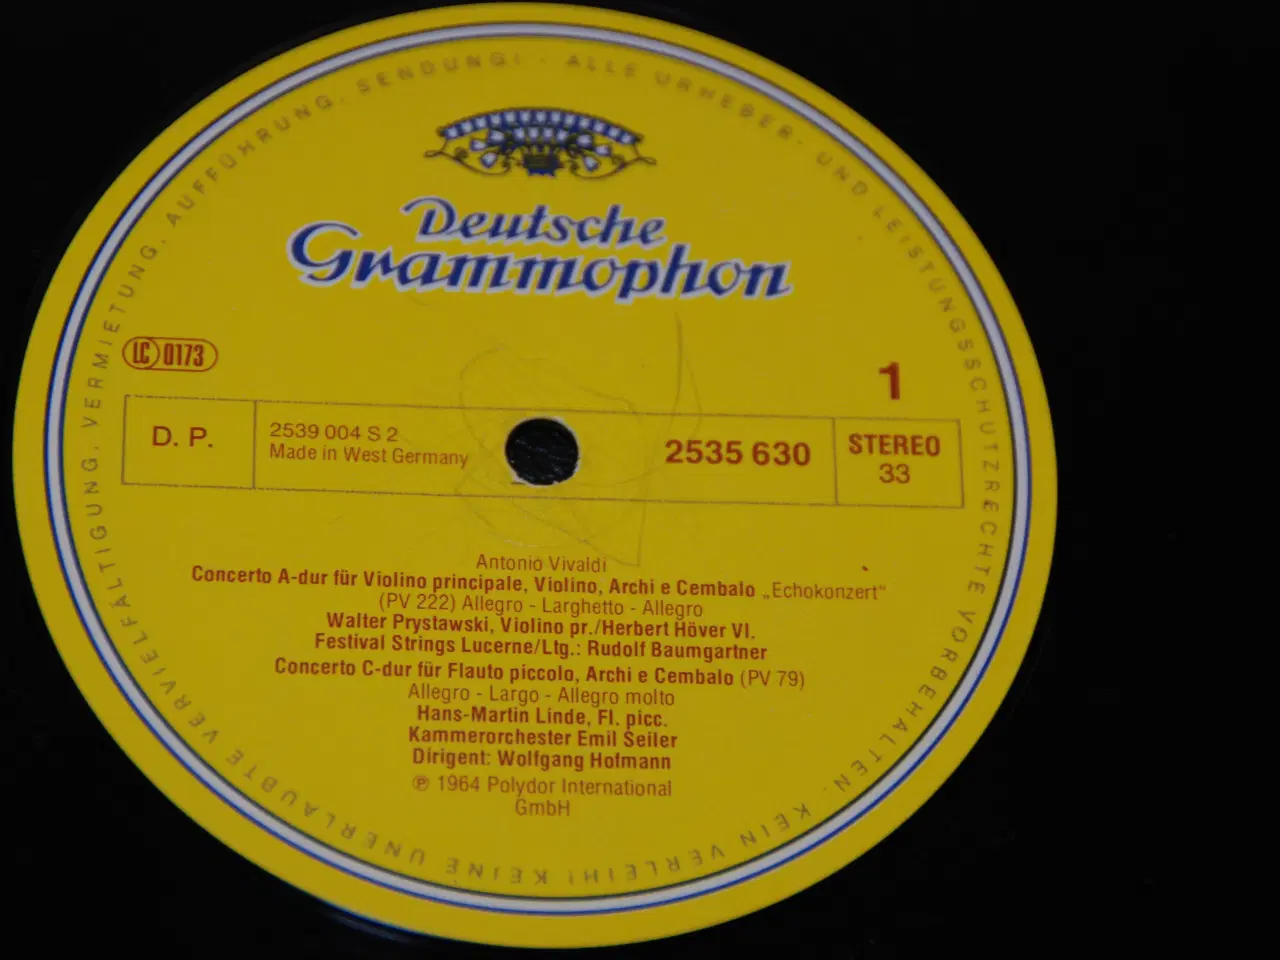 ALLE URHEBER- UND LEISTUNGSSCHUTZRECHTE VORBEHALTEN. KEIN VERLEIH! KEINE UNERLAUBTE VERVIELFÄLTIGUNG, VERMIETUNG, AUFFÜHRUNG, SENDUNG! -
Deutsche
Grammophon
LC 0173
1
D. P.
2539 004 S 2
Made in West Germany
2535 630
STEREO
33
Antonio Vivaldi
Concerto A-dur für Violino principale, Violino, Archi e Cembalo „Echokonzert“
(PV 222) Allegro - Larghetto - Allegro
Walter Prystawski, Violino pr./Herbert Höver Vl.
Festival Strings Lucerne/Ltg.: Rudolf Baumgartner
Concerto C-dur für Flauto piccolo, Archi e Cembalo (PV 79)
Allegro - Largo - Allegro molto
Hans-Martin Linde, Fl. picc.
Kammerorchester Emil Seiler
Dirigent: Wolfgang Hofmann
℗ 1964 Polydor International
GmbH